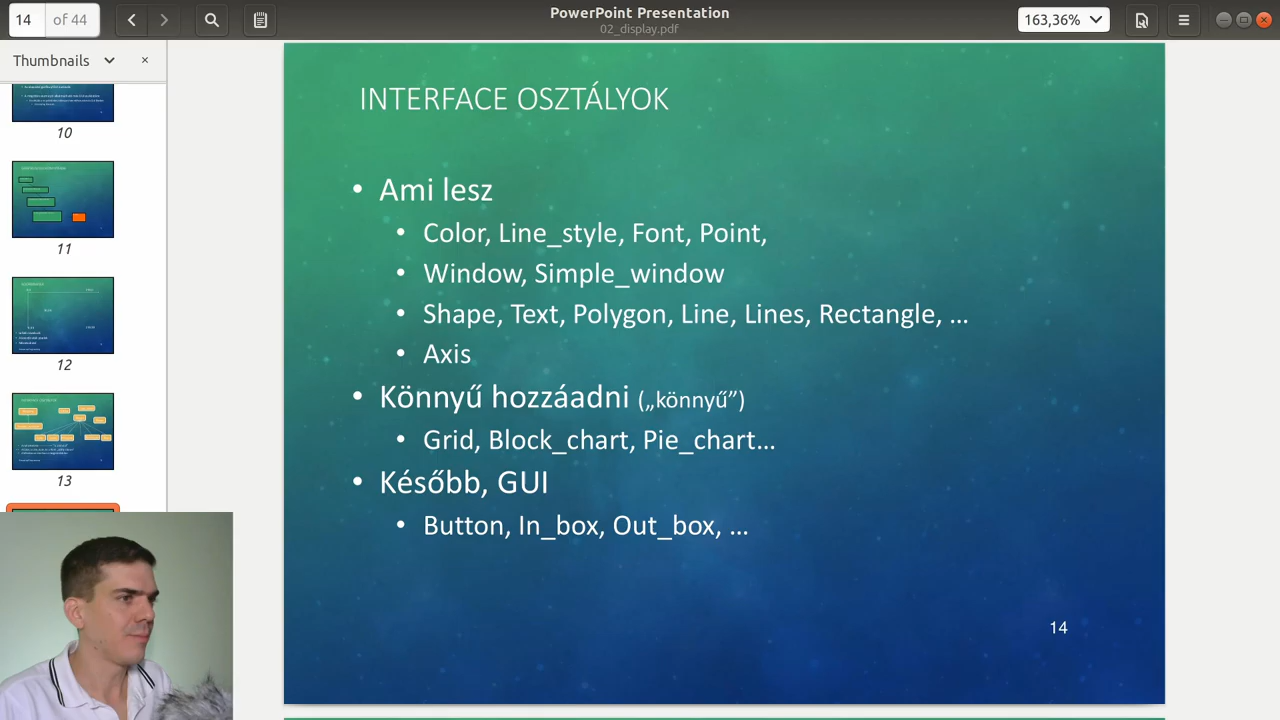 14 of 44
PowerPoint Presentation
02_display.pdf
163,36%
Thumbnails
10
11
12
13
INTERFACE OSZTÁLYOK
• Ami lesz
• Color, Line_style, Font, Point,
• Window, Simple_window
• Shape, Text, Polygon, Line, Lines, Rectangle, ...
• Axis
• Könnyű hozzáadni („könnyű”)
• Grid, Block_chart, Pie_chart...
• Később, GUI
• Button, In_box, Out_box, ...
14